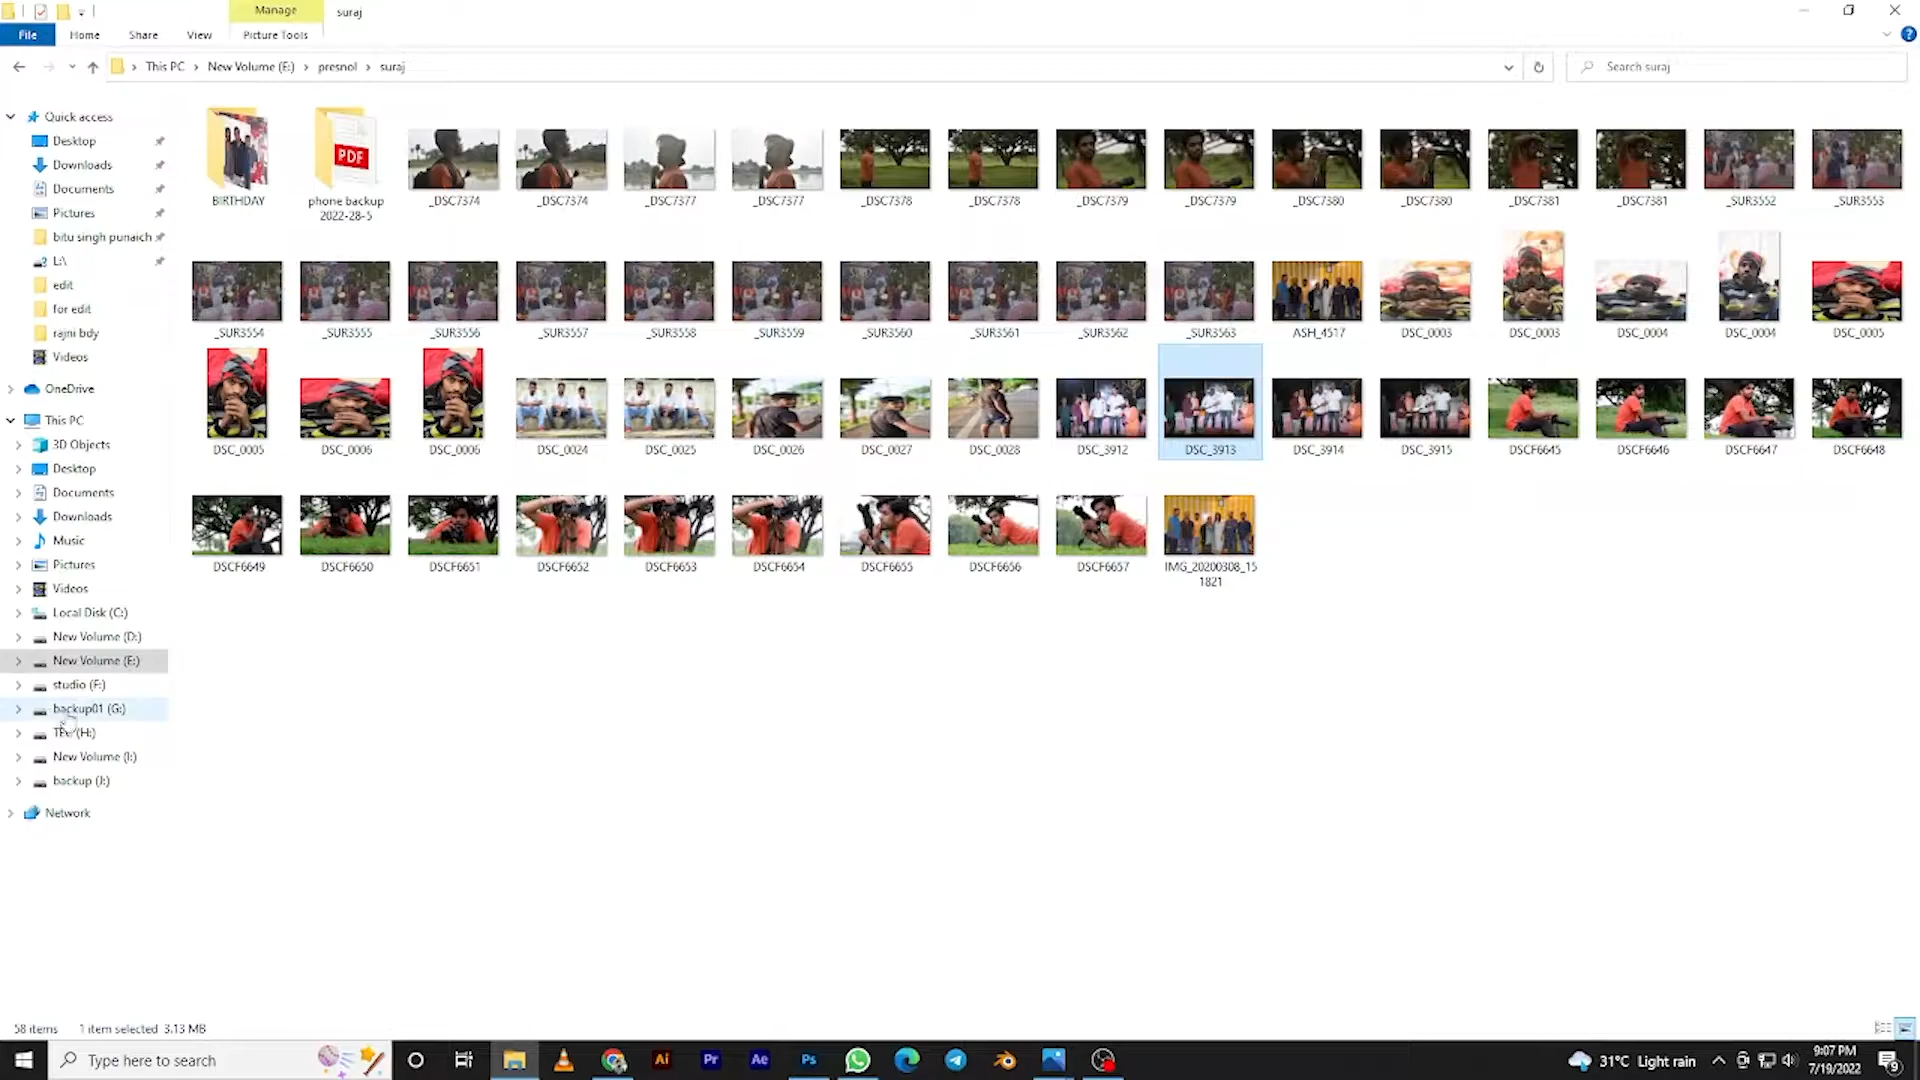 Manage
suraj
File
Home
Share
View
Picture Tools
This PC
New Volume (E:)
presnol
suraj
Search suraj
Quick access
Desktop
Downloads
Documents
Pictures
bitu singh punaich
L:\
edit
for edit
rajni bdy
Videos
OneDrive
This PC
3D Objects
Desktop
Documents
Downloads
Music
Pictures
Videos
Local Disk (C:)
New Volume (D:)
New Volume (E:)
studio (F:)
backup01 (G:)
(H:)
New Volume (I:)
backup (J:)
Network
PDF
BIRTHDAY
phone backup
2022-28-5
_DSC7374
_DSC7374
_DSC7377
_DSC7377
_DSC7378
_DSC7378
_DSC7379
_DSC7379
_DSC7380
_DSC7380
_DSC7381
_DSC7381
_SUR3552
_SUR3553
_SUR3554
_SUR3555
_SUR3556
_SUR3557
_SUR3558
_SUR3559
_SUR3560
_SUR3561
_SUR3562
_SUR3563
ASH_4517
DSC_0003
DSC_0003
DSC_0004
DSC_0004
DSC_0005
DSC_0005
DSC_0006
DSC_0006
DSC_0024
DSC_0025
DSC_0026
DSC_0027
DSC_0028
DSC_3912
DSC_3913
DSC_3914
DSC_3915
DSCF6645
DSCF6646
DSCF6647
DSCF6648
DSCF6649
DSCF6650
DSCF6651
DSCF6652
DSCF6653
DSCF6654
DSCF6655
DSCF6656
DSCF6657
IMG_20200308_15
1821
58 items
1 item selected 3.13 MB
Type here to search
Ai
Pr
Ae
Ps
31°C Light rain
9:07 PM
7/19/2022
9